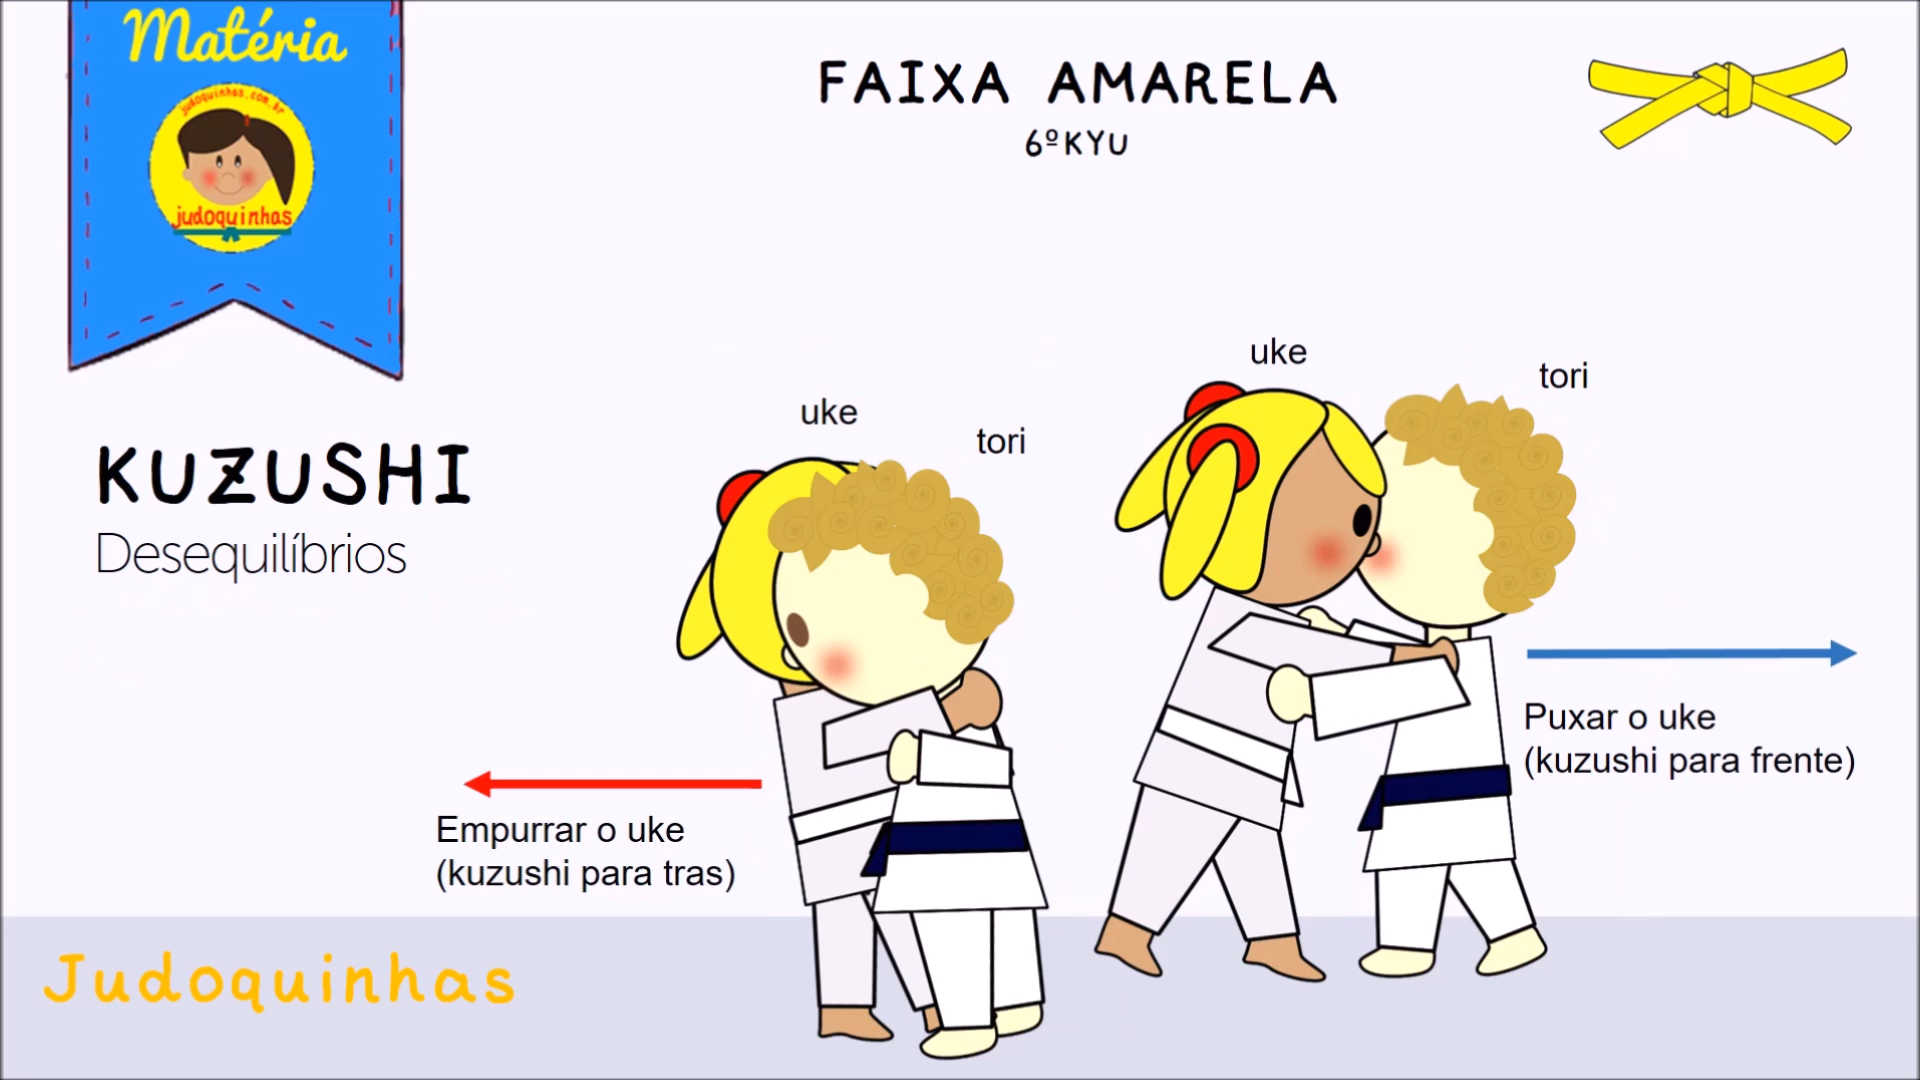 Matéria
judoquinhas.com.br
judoquinhas
FAIXA AMARELA
6º KYU
KUZUSHI
Desequilíbrios
uke
tori
Empurrar o uke
(kuzushi para tras)
uke
tori
Puxar o uke
(kuzushi para frente)
Judoquinhas